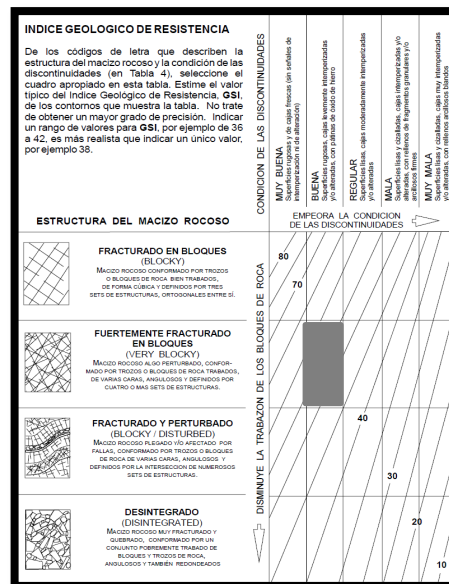 INDICE GEOLOGICO DE RESISTENCIA
De los códigos de letra que describen la
estructura del macizo rocoso y la condición de las
discontinuidades (en Tabla 4), seleccione el
cuadro apropiado en esta tabla. Estime el valor
típico del Indice Geológico de Resistencia, GSI,
de los contornos que muestra la tabla. No trate
de obtener un mayor grado de precisión. Indicar
un rango de valores para GSI, por ejemplo de 36
a 42, es más realista que indicar un único valor,
por ejemplo 38.
ESTRUCTURA DEL MACIZO ROCOSO
CONDICION DE LAS DISCONTINUIDADES
MUY BUENA
Superficies rugosas y de cajas frescas (sin señales de
intemperización ni de alteración)
BUENA
Superficies rugosas, cajas levemente intemperizadas
y/o alteradas, con pátinas de óxido de hierro
REGULAR
Superficies lisas, cajas moderadamente intemperizadas
y/o alteradas
MALA
Superficies lisas y cizalladas, cajas intemperizadas y/o
alteradas, con rellenos de fragmentos granulares y/o
arcillosos firmes
MUY MALA
Superficies lisas y cizalladas, cajas muy intemperizadas
y/o alteradas, con rellenos arcillosos blandos
EMPEORA LA CONDICION
DE LAS DISCONTINUIDADES
DISMINUYE LA TRABAZON DE LOS BLOQUES DE ROCA
FRACTURADO EN BLOQUES
(BLOCKY)
MACIZO ROCOSO CONFORMADO POR TROZOS
O BLOQUES DE ROCA BIEN TRABADOS,
DE FORMA CÚBICA Y DEFINIDOS POR TRES
SETS DE ESTRUCTURAS, ORTOGONALES ENTRE SÍ.
80
70
FUERTEMENTE FRACTURADO
EN BLOQUES
(VERY BLOCKY)
MACIZO ROCOSO ALGO PERTURBADO, CONFOR-
MADO POR TROZOS O BLOQUES DE ROCA TRABADOS,
DE VARIAS CARAS, ANGULOSOS Y DEFINIDOS POR
CUATRO O MAS SETS DE ESTRUCTURAS.
FRACTURADO Y PERTURBADO
(BLOCKY / DISTURBED)
MACIZO ROCOSO PLEGADO Y/O AFECTADO POR
FALLAS, CONFORMADO POR TROZOS O BLOQUES
DE ROCA DE VARIAS CARAS, ANGULOSOS Y
DEFINIDOS POR LA INTERSECCION DE NUMEROSOS
SETS DE ESTRUCTURAS.
40
30
DESINTEGRADO
(DISINTEGRATED)
MACIZO ROCOSO MUY FRACTURADO Y
QUEBRADO, CONFORMADO POR UN
CONJUNTO POBREMENTE TRABADO DE
BLOQUES Y TROZOS DE ROCA,
ANGULOSOS Y TAMBIÉN REDONDEADOS
20
10